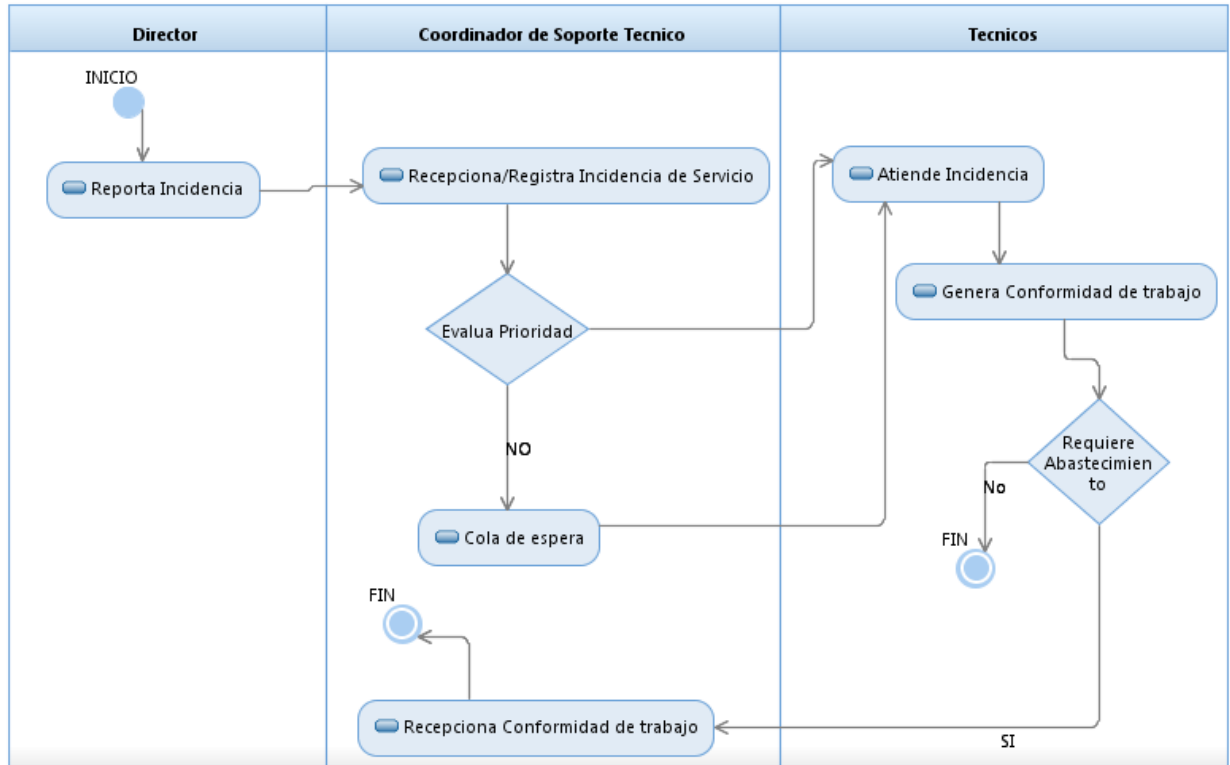 Director
Coordinador de Soporte Tecnico
Tecnicos
INICIO
Reporta Incidencia
Recepciona/Registra Incidencia de Servicio
Atiende Incidencia
Genera Conformidad de trabajo
Evalua Prioridad
NO
Requiere
Abastecimien
to
No
Cola de espera
FIN
FIN
Recepciona Conformidad de trabajo
SI